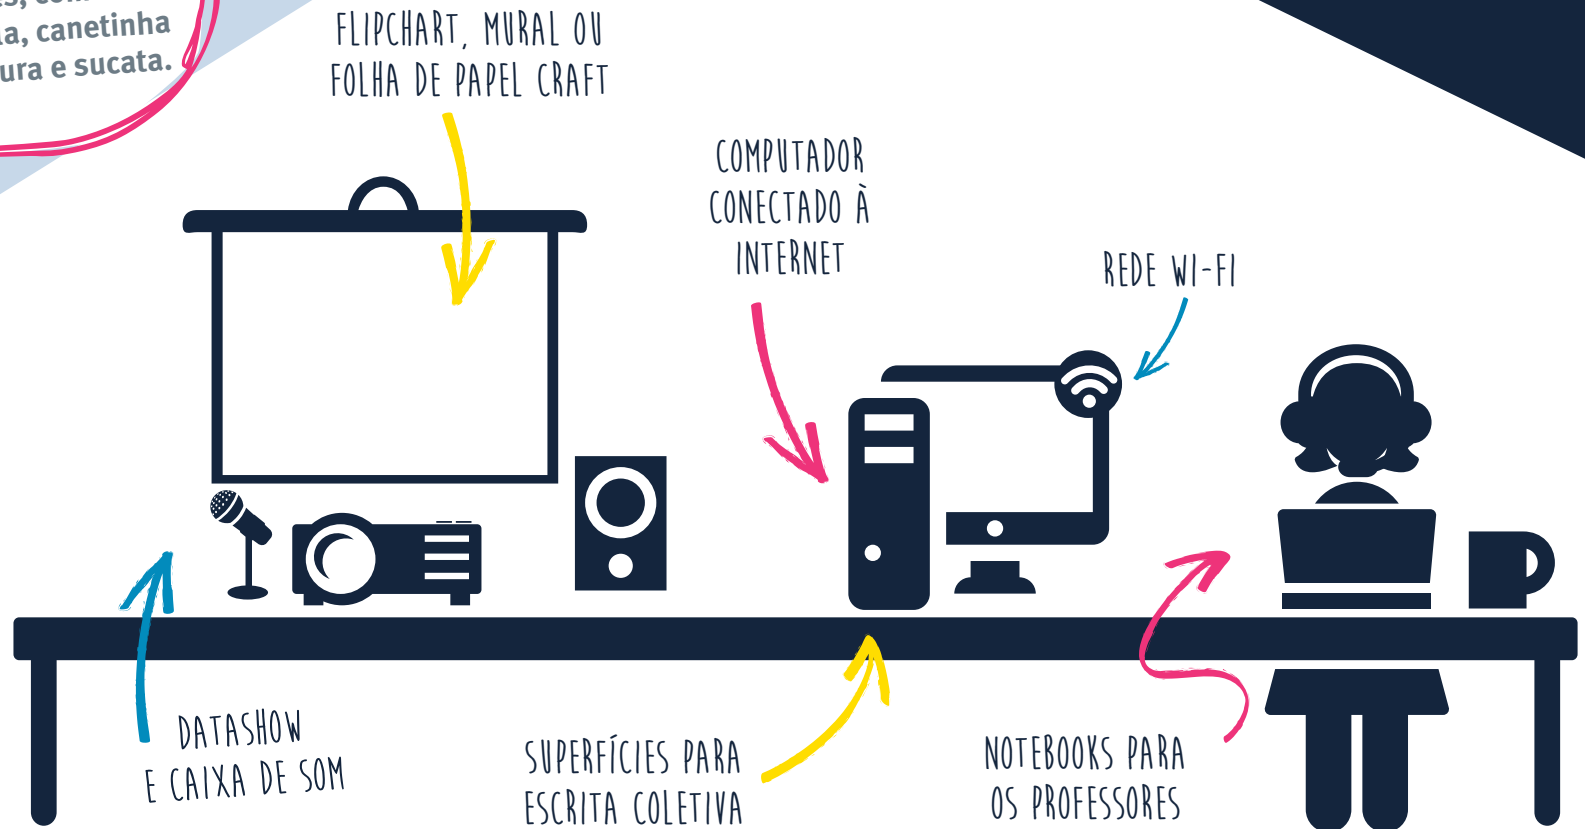 canetinha
e sucata.
FLIPCHART, MURAL OU
FOLHA DE PAPEL CRAFT
COMPUTADOR
CONECTADO À
INTERNET
REDE WI-FI
DATASHOW
E CAIXA DE SOM
SUPERFÍCIES PARA
ESCRITA COLETIVA
NOTEBOOKS PARA
OS PROFESSORES